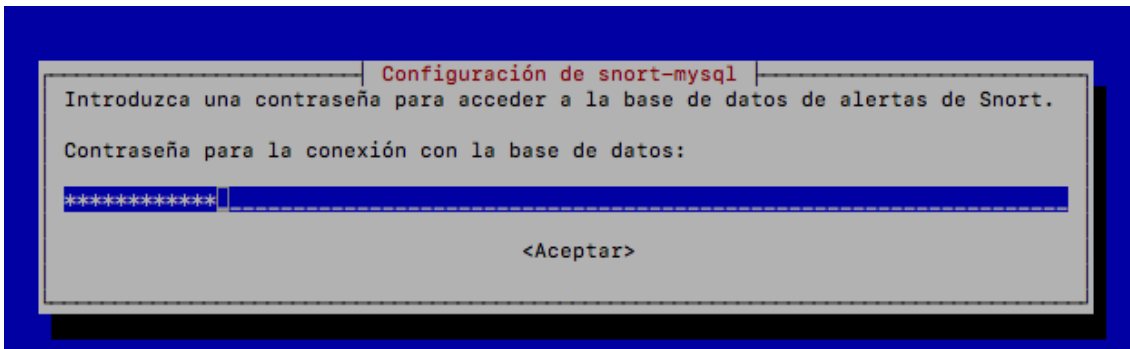 Configuración de snort-mysql
Introduzca una contraseña para acceder a la base de datos de alertas de Snort.
Contraseña para la conexión con la base de datos:
************
<Aceptar>